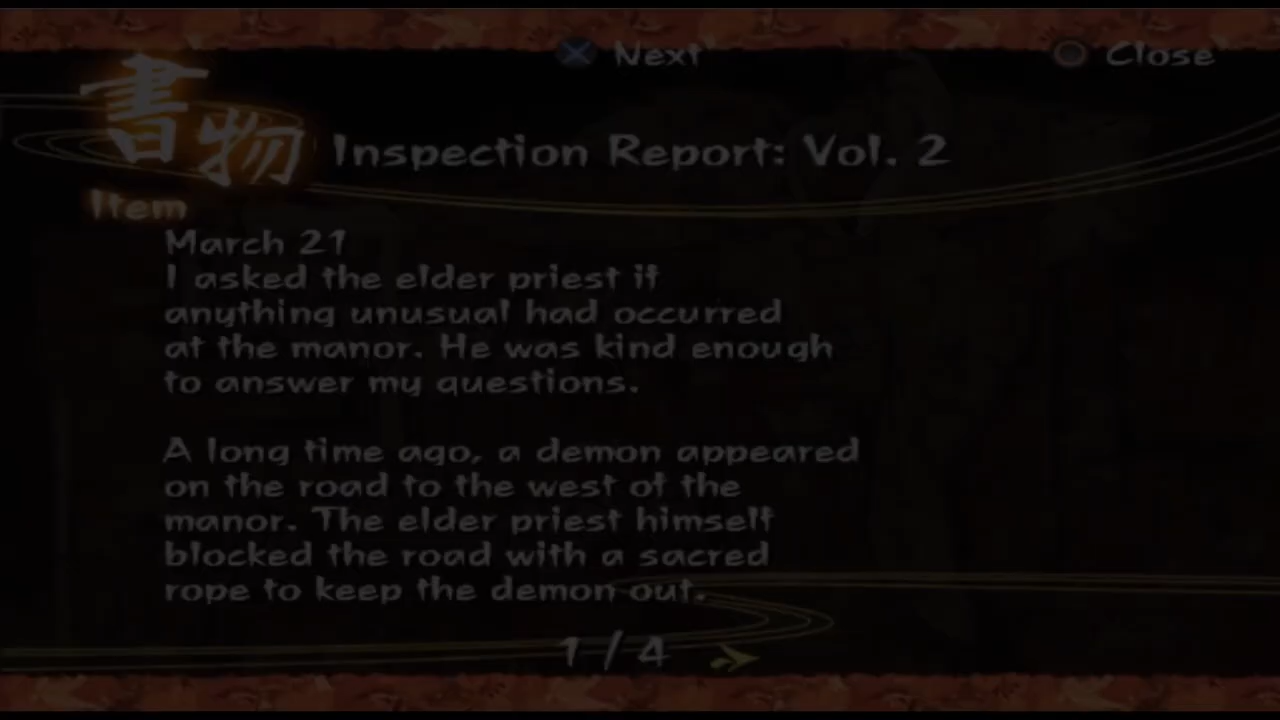 Next
Close
書物
Item
Inspection Report: Vol. 2
March 21
I asked the elder priest if
anything unusual had occurred
at the manor. He was kind enough
to answer my questions.
A long time ago, a demon appeared
on the road to the west of the
manor. The elder priest himself
blocked the road with a sacred
rope to keep the demon out.
1 / 4